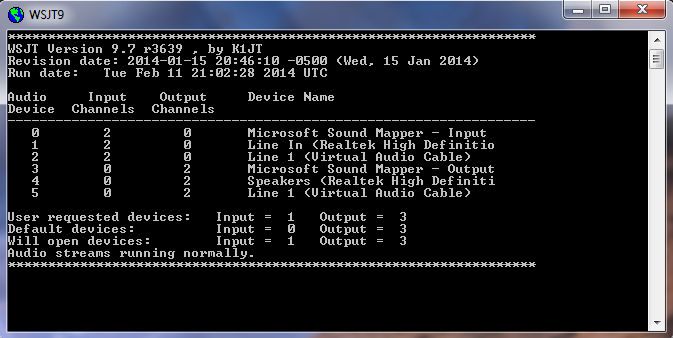 WSJT9
******************************************************************
WSJT Version 9.7 r3639 , by K1JT
Revision date: 2014-01-15 20:46:10 -0500 (Wed, 15 Jan 2014)
Run date:   Tue Feb 11 21:02:28 2014 UTC
Audio     Input    Output     Device Name
Device  Channels  Channels
------------------------------------------------------------------
0       2         0       Microsoft Sound Mapper - Input
1       2         0       Line In (Realtek High Definitio
2       2         0       Line 1 (Virtual Audio Cable)
3       0         2       Microsoft Sound Mapper - Output
4       0         2       Speakers (Realtek High Definiti
5       0         2       Line 1 (Virtual Audio Cable)
User requested devices:   Input =  1   Output =  3
Default devices:          Input =  0   Output =  3
Will open devices:        Input =  1   Output =  3
Audio streams running normally.
******************************************************************